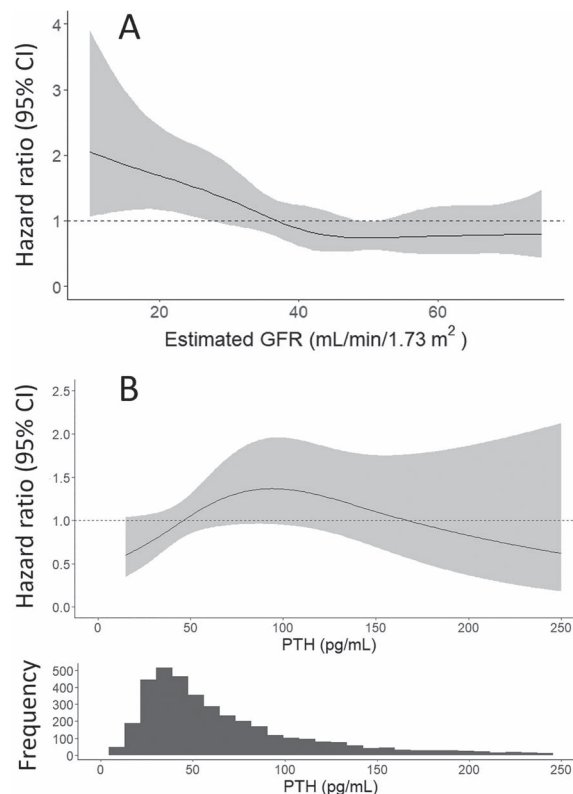 A
Hazard ratio (95% CI)
4
3
2
1
0
20 40 60
Estimated GFR (mL/min/1.73 m²)
B
Hazard ratio (95% CI)
2.5
2.0
1.5
1.0
0.5
0.0
0 50 100 150 200 250
PTH (pg/mL)
Frequency
500
400
300
200
100
0
0 50 100 150 200 250
PTH (pg/mL)